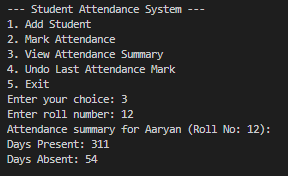 --- Student Attendance System ---
1. Add Student
2. Mark Attendance
3. View Attendance Summary
4. Undo Last Attendance Mark
5. Exit
Enter your choice: 3
Enter roll number: 12
Attendance summary for Aaryan (Roll No: 12):
Days Present: 311
Days Absent: 54